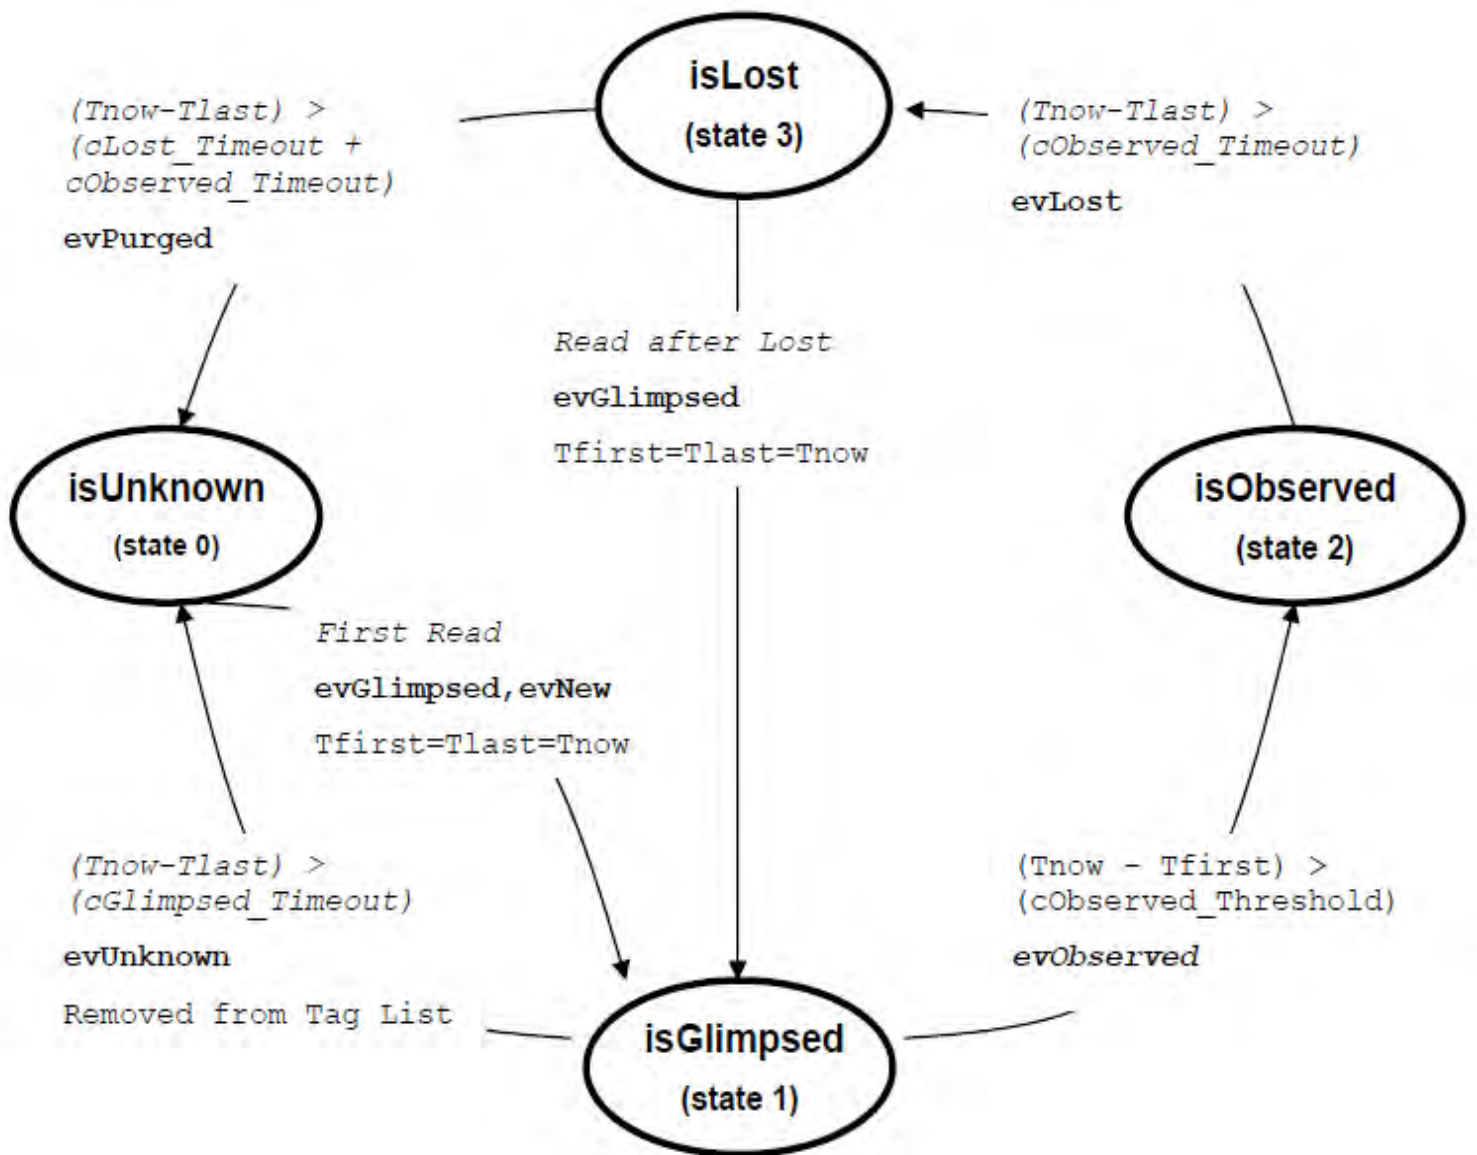 isLost
(state 3)
(Tnow-Tlast) >
(cLost_Timeout +
cObserved_Timeout)
evPurged
(Tnow-Tlast) >
(cObserved_Timeout)
evLost
Read after Lost
evGlimpsed
Tfirst=Tlast=Tnow
isUnknown
(state 0)
isObserved
(state 2)
First Read
evGlimpsed,evNew
Tfirst=Tlast=Tnow
(Tnow-Tlast) >
(cGlimpsed_Timeout)
evUnknown
Removed from Tag List
(Tnow - Tfirst) >
(cObserved_Threshold)
evObserved
isGlimpsed
(state 1)